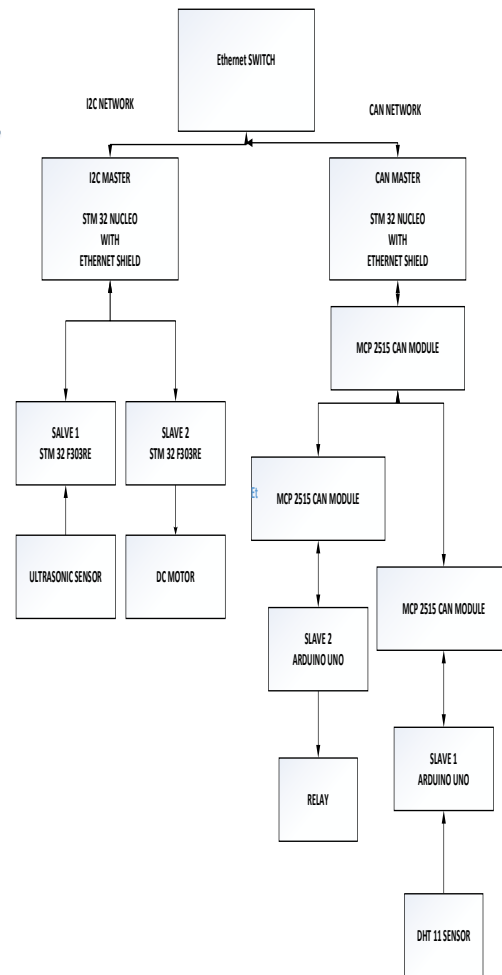 Ethernet SWITCH
I2C NETWORK
CAN NETWORK
I2C MASTER
STM 32 NUCLEO
WITH
ETHERNET SHIELD
CAN MASTER
STM 32 NUCLEO
WITH
ETHERNET SHIELD
MCP 2515 CAN MODULE
SALVE 1
STM 32 F303RE
SLAVE 2
STM 32 F303RE
ULTRASONIC SENSOR
DC MOTOR
Et
MCP 2515 CAN MODULE
MCP 2515 CAN MODULE
SLAVE 2
ARDUINO UNO
SLAVE 1
ARDUINO UNO
RELAY
DHT 11 SENSOR